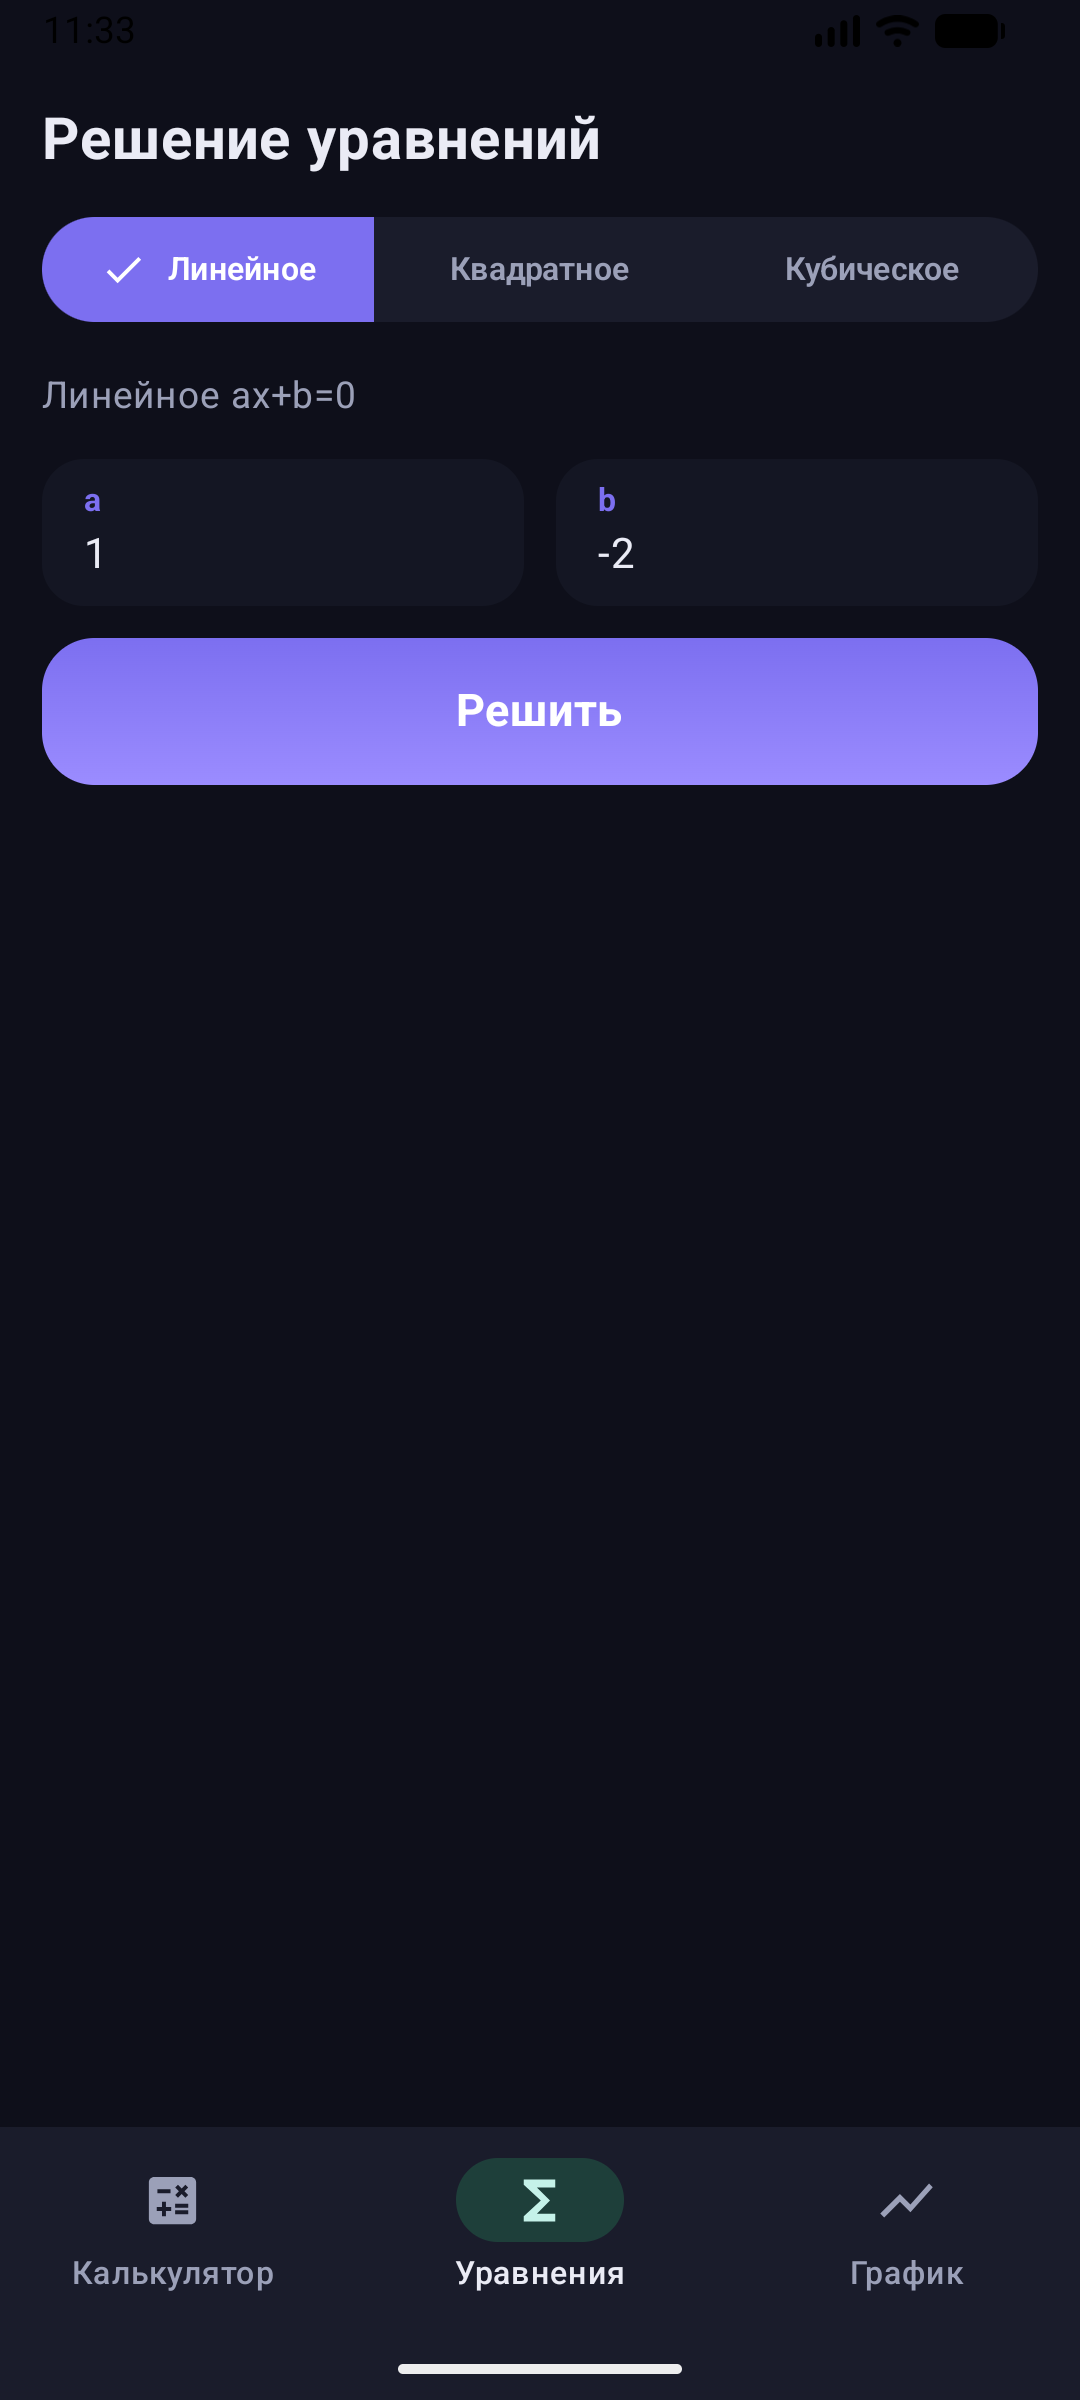 11:33
Решение уравнений
Линейное Квадратное Кубическое
Линейное ax+b=0
a b
1 -2
Решить
Калькулятор Уравнения График